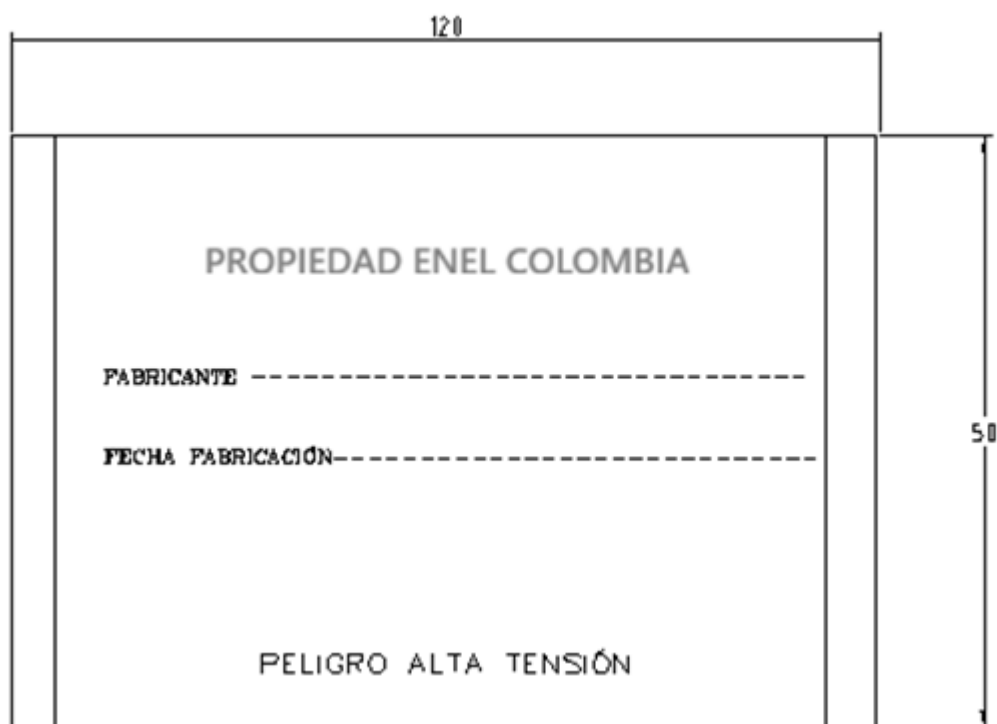 120
PROPIEDAD ENEL COLOMBIA
FABRICANTE --------------------------------
FECHA FABRICACIÓN----------------------------
50
PELIGRO ALTA TENSIÓN